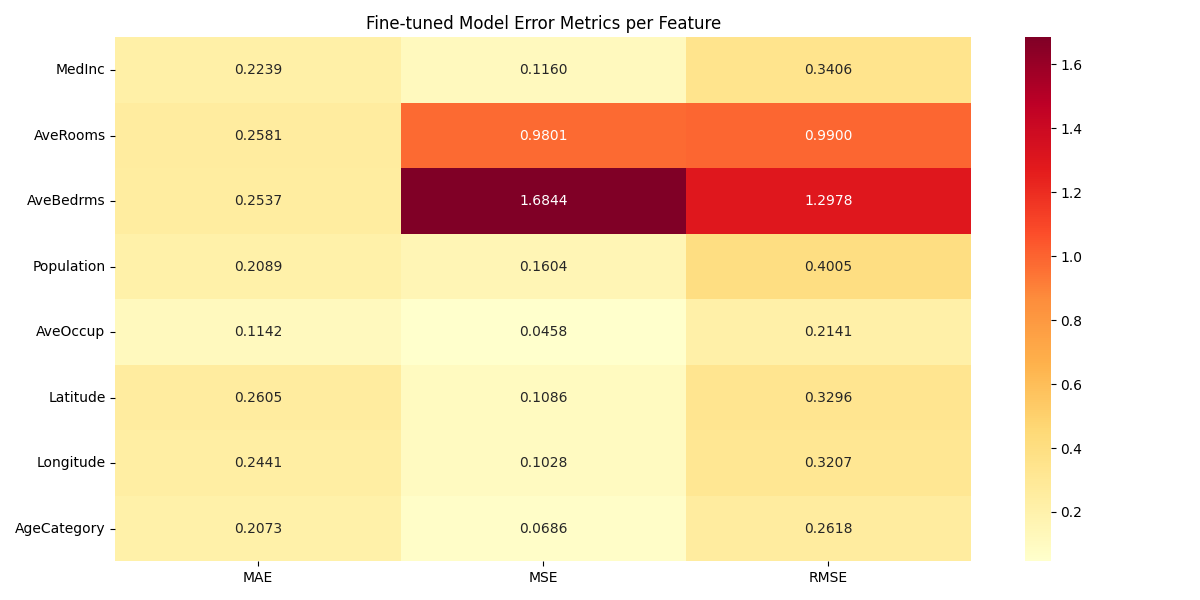 Fine-tuned Model Error Metrics per Feature
MedInc 0.2239 0.1160 0.3406
AveRooms 0.2581 0.9801 0.9900
AveBedrms 0.2537 1.6844 1.2978
Population 0.2089 0.1604 0.4005
AveOccup 0.1142 0.0458 0.2141
Latitude 0.2605 0.1086 0.3296
Longitude 0.2441 0.1028 0.3207
AgeCategory 0.2073 0.0686 0.2618
MAE MSE RMSE
1.6
1.4
1.2
1.0
0.8
0.6
0.4
0.2